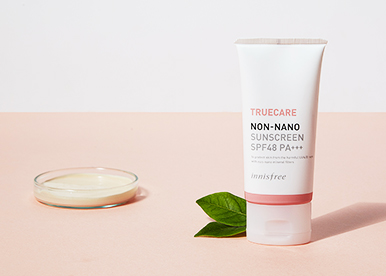 TRUECARE
NON-NANO
SUNSCREEN
SPF48 PA+++
innisfree